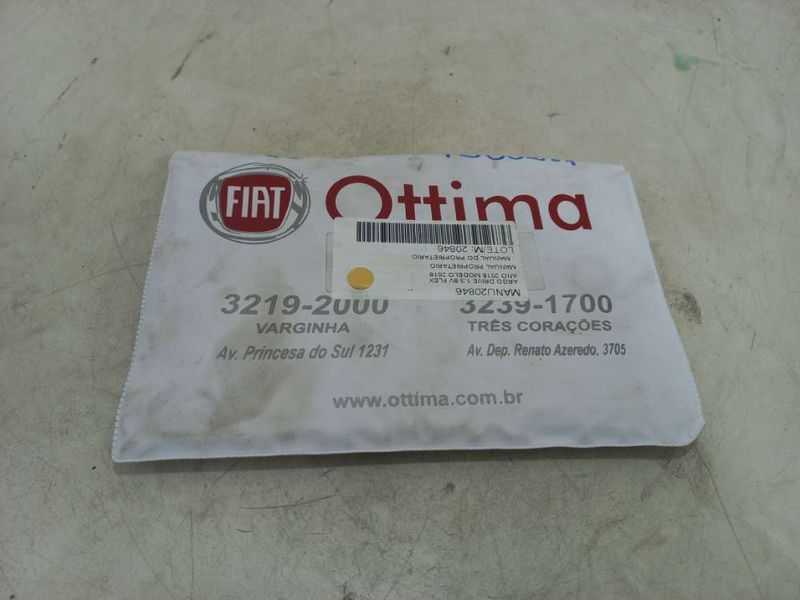 FIAT Ottima
MANU20846
ARGO DRIVE 1.3 8V FLEX
ANO 2018 MODELO 2018
MANUAL PROPRIETARIO
MANUAL DO PROPRIETARIO
LOTE/M: 20846
3219-2000
VARGINHA
Av. Princesa do Sul 1231
3239-1700
TRÊS CORAÇÕES
Av. Dep. Renato Azeredo, 3705
www.ottima.com.br